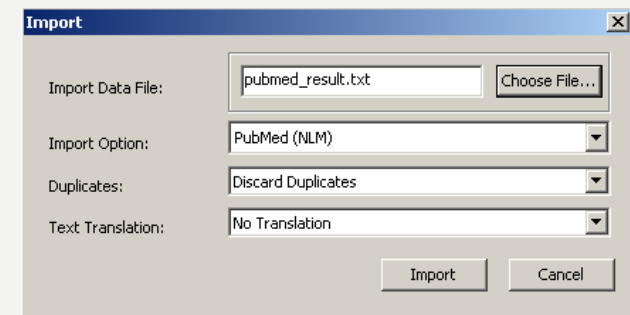 Import
Import Data File:
pubmed_result.txt
Choose File...
Import Option:
PubMed (NLM)
Duplicates:
Discard Duplicates
Text Translation:
No Translation
Import
Cancel